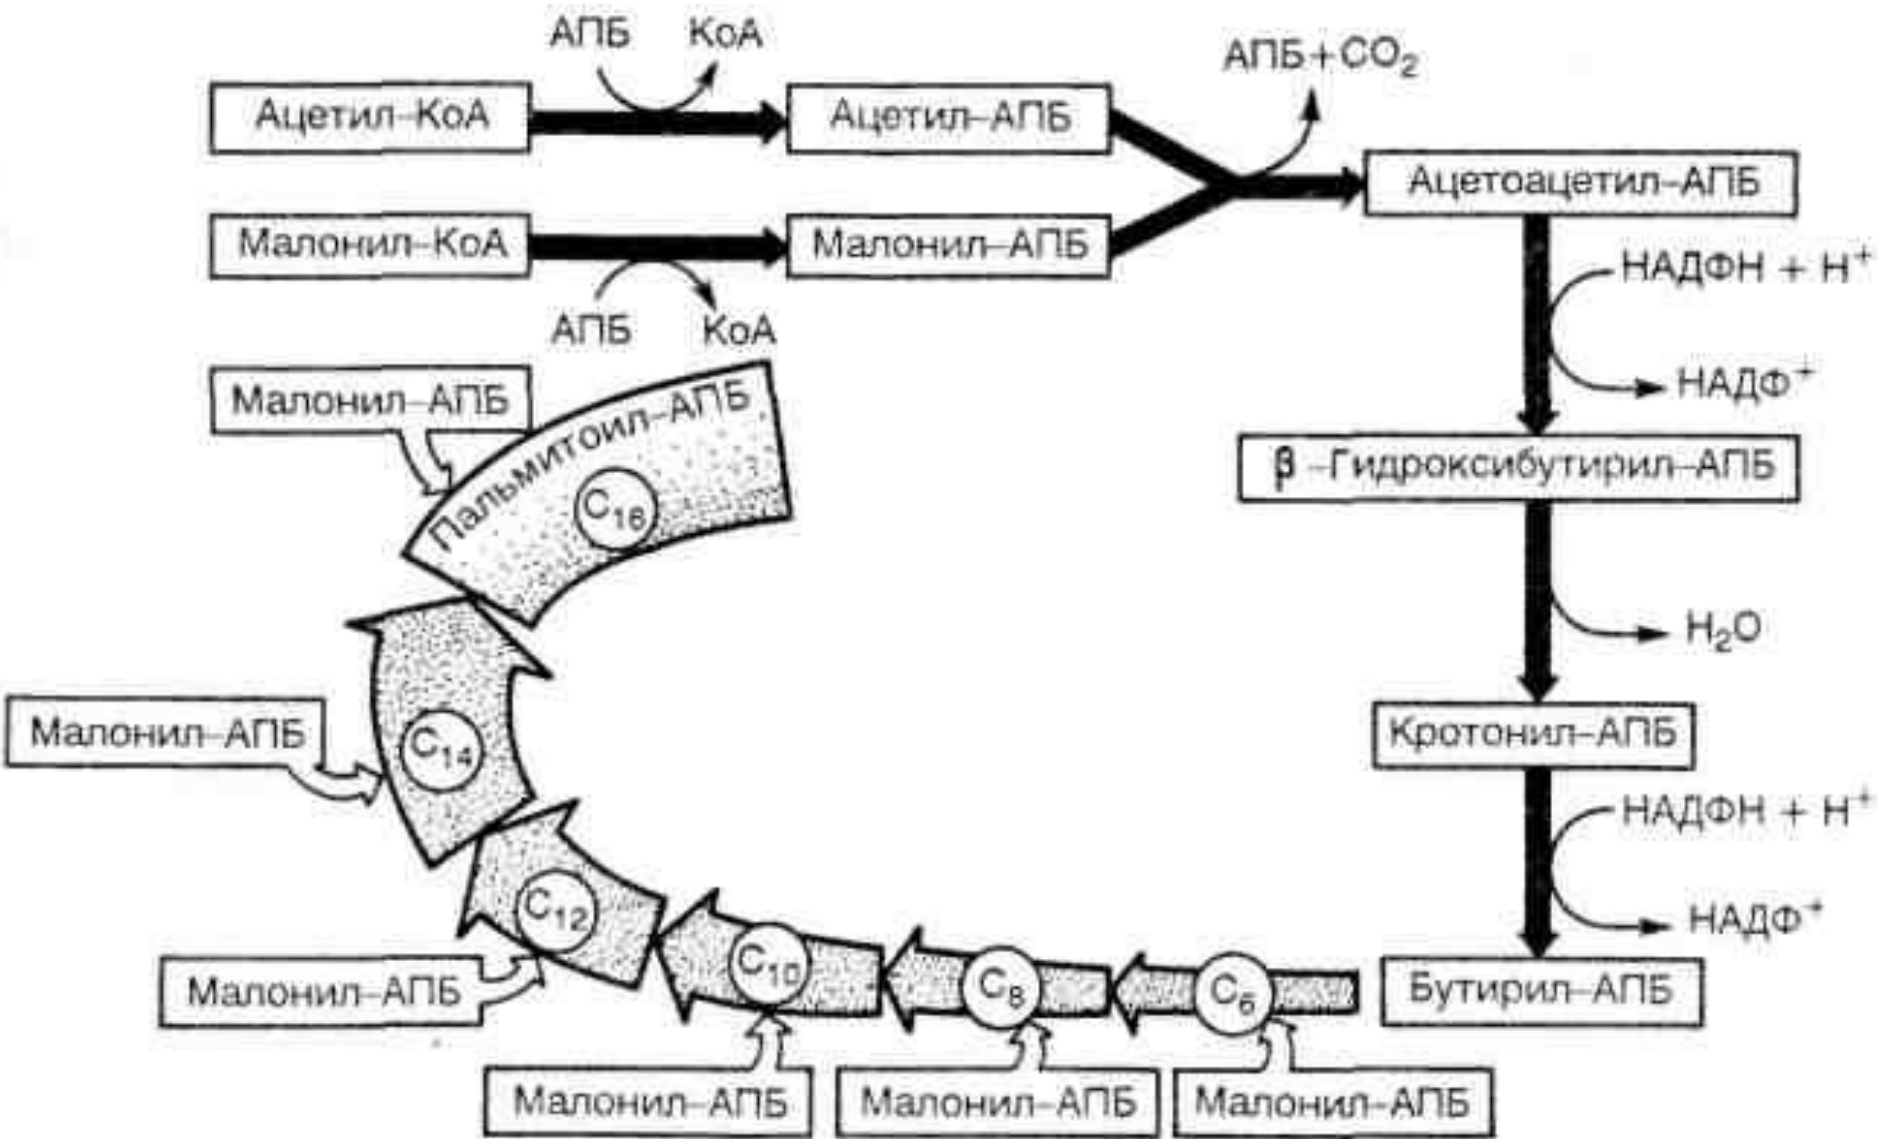 АПБ КоА
АПБ+CO₂
Ацетил–КоА
Ацетил–АПБ
Ацетоацетил–АПБ
Малонил–КоА
Малонил–АПБ
НАДФН + H⁺
АПБ КоА
НАДФ⁺
Малонил–АПБ
Пальмитоил–АПБ
C₁₆
β –Гидроксибутирил–АПБ
H₂O
Малонил–АПБ
C₁₄
Кротонил–АПБ
НАДФН + H⁺
НАДФ⁺
C₁₂
C₁₀
C₈
C₆
Бутирил–АПБ
Малонил–АПБ
Малонил–АПБ
Малонил–АПБ
Малонил–АПБ